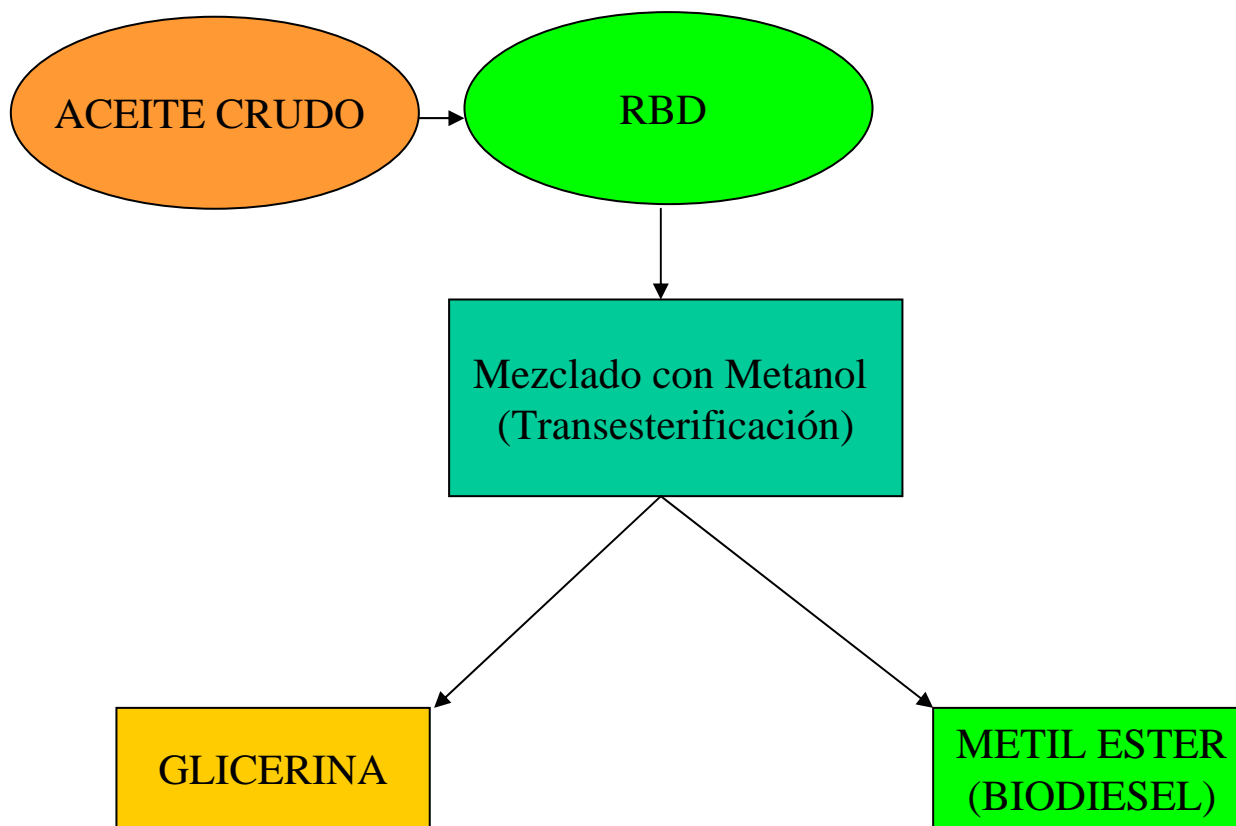 ACEITE CRUDO
RBD
Mezclado con Metanol
(Transesterificación)
GLICERINA
METIL ESTER
(BIODIESEL)